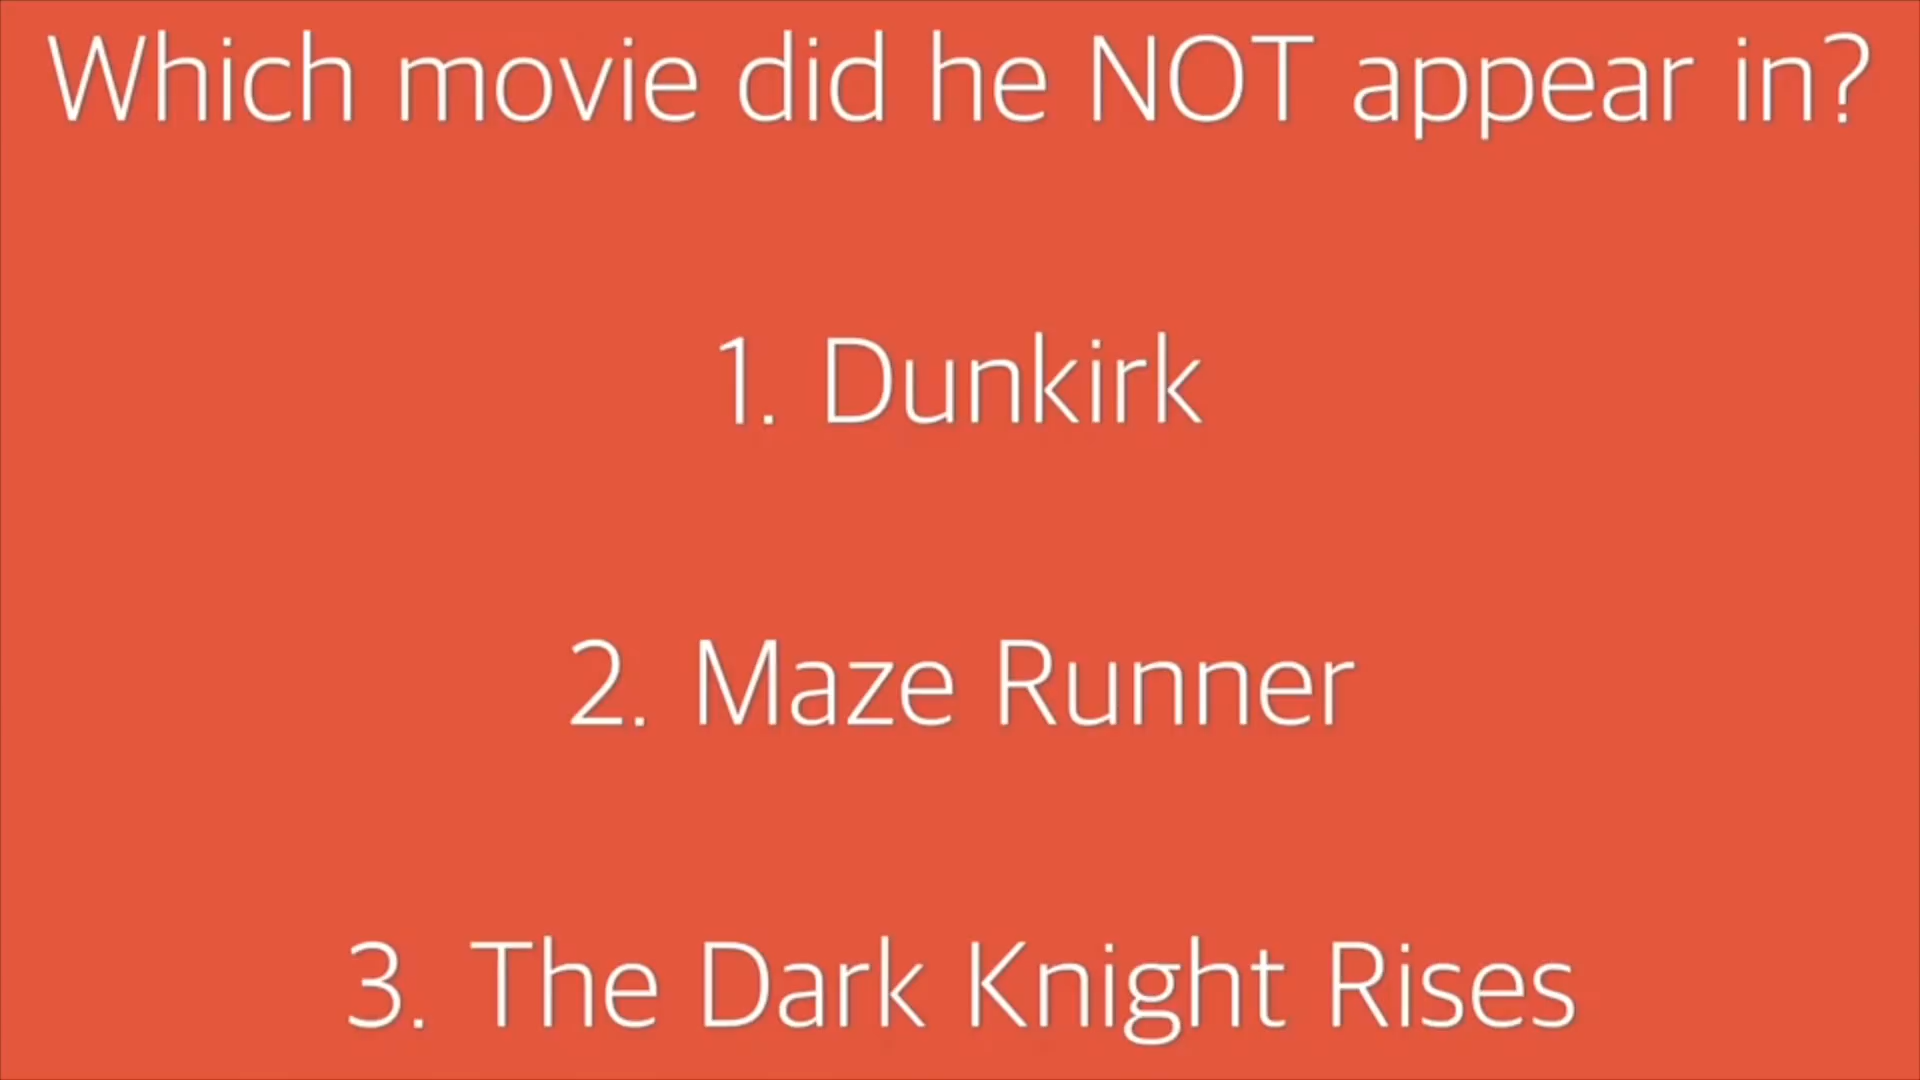 Which movie did he NOT appear in?
1. Dunkirk
2. Maze Runner
3. The Dark Knight Rises